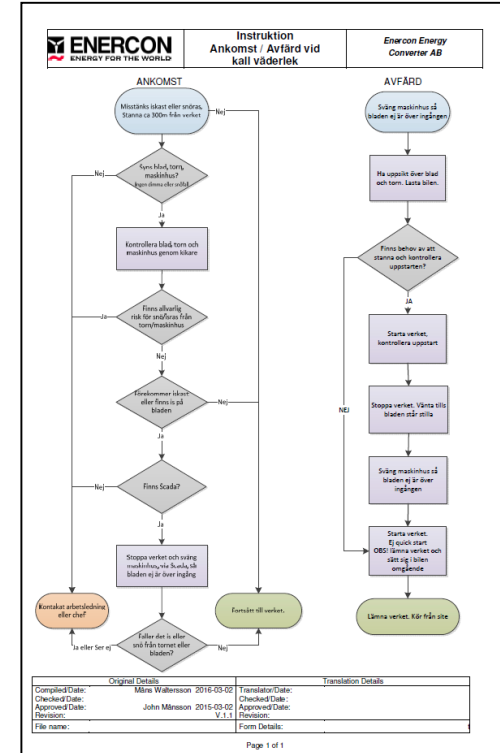 ENERCON
ENERGY FOR THE WORLD
Instruktion
Ankomst / Avfärd vid
kall väderlek
Enercon Energy
Converter AB
ANKOMST
Misstänks iskast eller snöras,
Stanna ca 300m från verket
Nej
Syns blad, torn,
maskinhus?
Ingen dimma eller snöfall
Nej
Ja
Kontrollera blad, torn och
maskinhus genom kikare
Finns allvarlig
risk för snö/isras från
torn/maskinhus
Ja
Nej
Förekommer iskast
eller finns is på
bladen
Nej
Ja
Finns Scada?
Nej
Ja
Stoppa verket och sväng
maskinhus, via Scada, så
bladen ej är över ingång
Kontakat arbetsledning
eller chef
Fortsätt till verket.
Faller det is eller
snö från tornet eller
bladen?
Ja eller Ser ej
Nej
AVFÄRD
Sväng maskinhus så
bladen ej är över
ingången
Ha uppsikt över blad
och torn. Lasta bilen.
Finns behov av att
stanna och kontrollera
uppstarten?
JA
NEJ
Starta verket,
kontrollera uppstart
Stoppa verket. Vänta tills
bladen står stilla
Sväng maskinhus så
bladen ej är över
ingången
Starta verket.
Ej quick start
OBS! lämna verket och
sätt sig i bilen
omgående
Lämna verket. Kör från site
Original Details
Translation Details
Compiled/Date: Måns Waltersson 2016-03-02 Translator/Date:
Checked/Date: Checked/Date:
Approved/Date: John Månsson 2015-03-02 Approved/Date:
Revision: V.1.1 Revision:
File name: Form Details:
Page 1 of 1